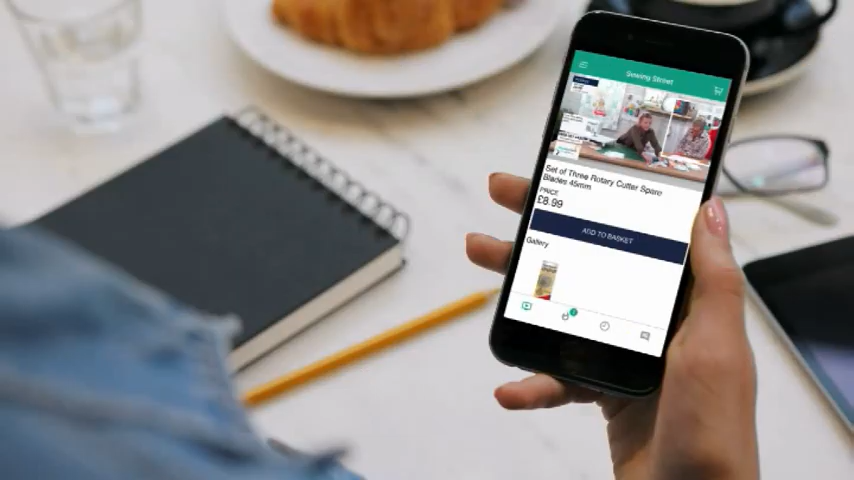 Sewing Street
Set of Three Rotary Cutter Spare
Blades 45mm
PRICE
£8.99
ADD TO BASKET
Gallery